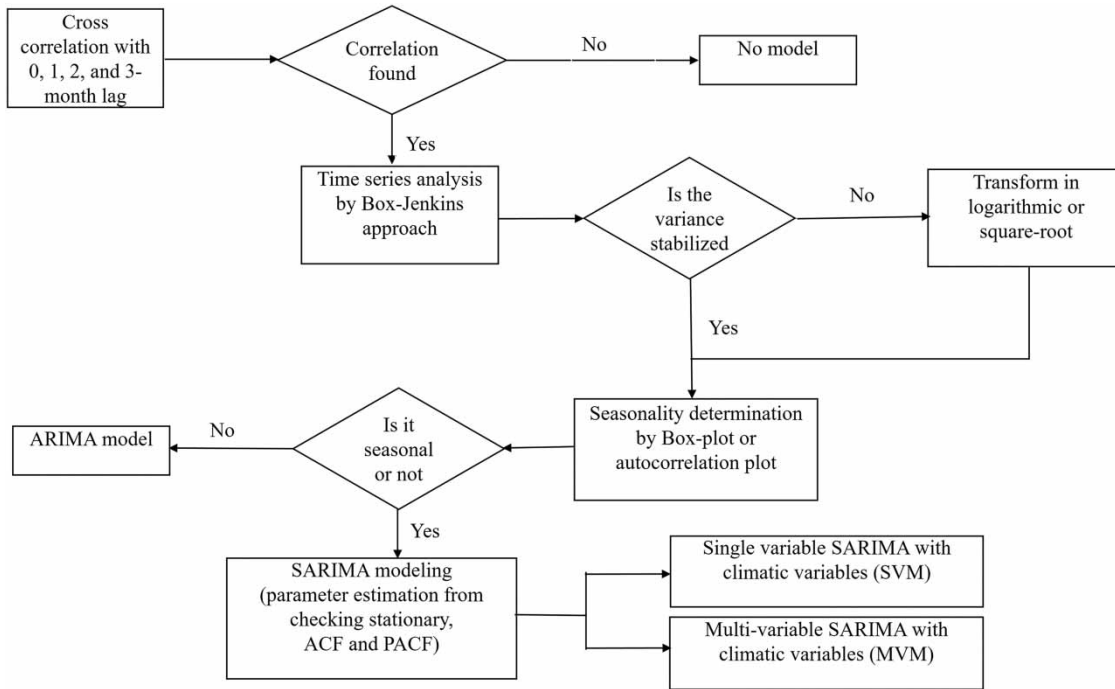 Cross
correlation with
0, 1, 2, and 3-
month lag
Correlation
found
No
No model
Yes
Time series analysis
by Box-Jenkins
approach
Is the
variance
stabilized
No
Transform in
logarithmic or
square-root
Yes
Seasonality determination
by Box-plot or
autocorrelation plot
Is it
seasonal
or not
No
ARIMA model
Yes
SARIMA modeling
(parameter estimation from
checking stationary,
ACF and PACF)
Single variable SARIMA with
climatic variables (SVM)
Multi-variable SARIMA with
climatic variables (MVM)